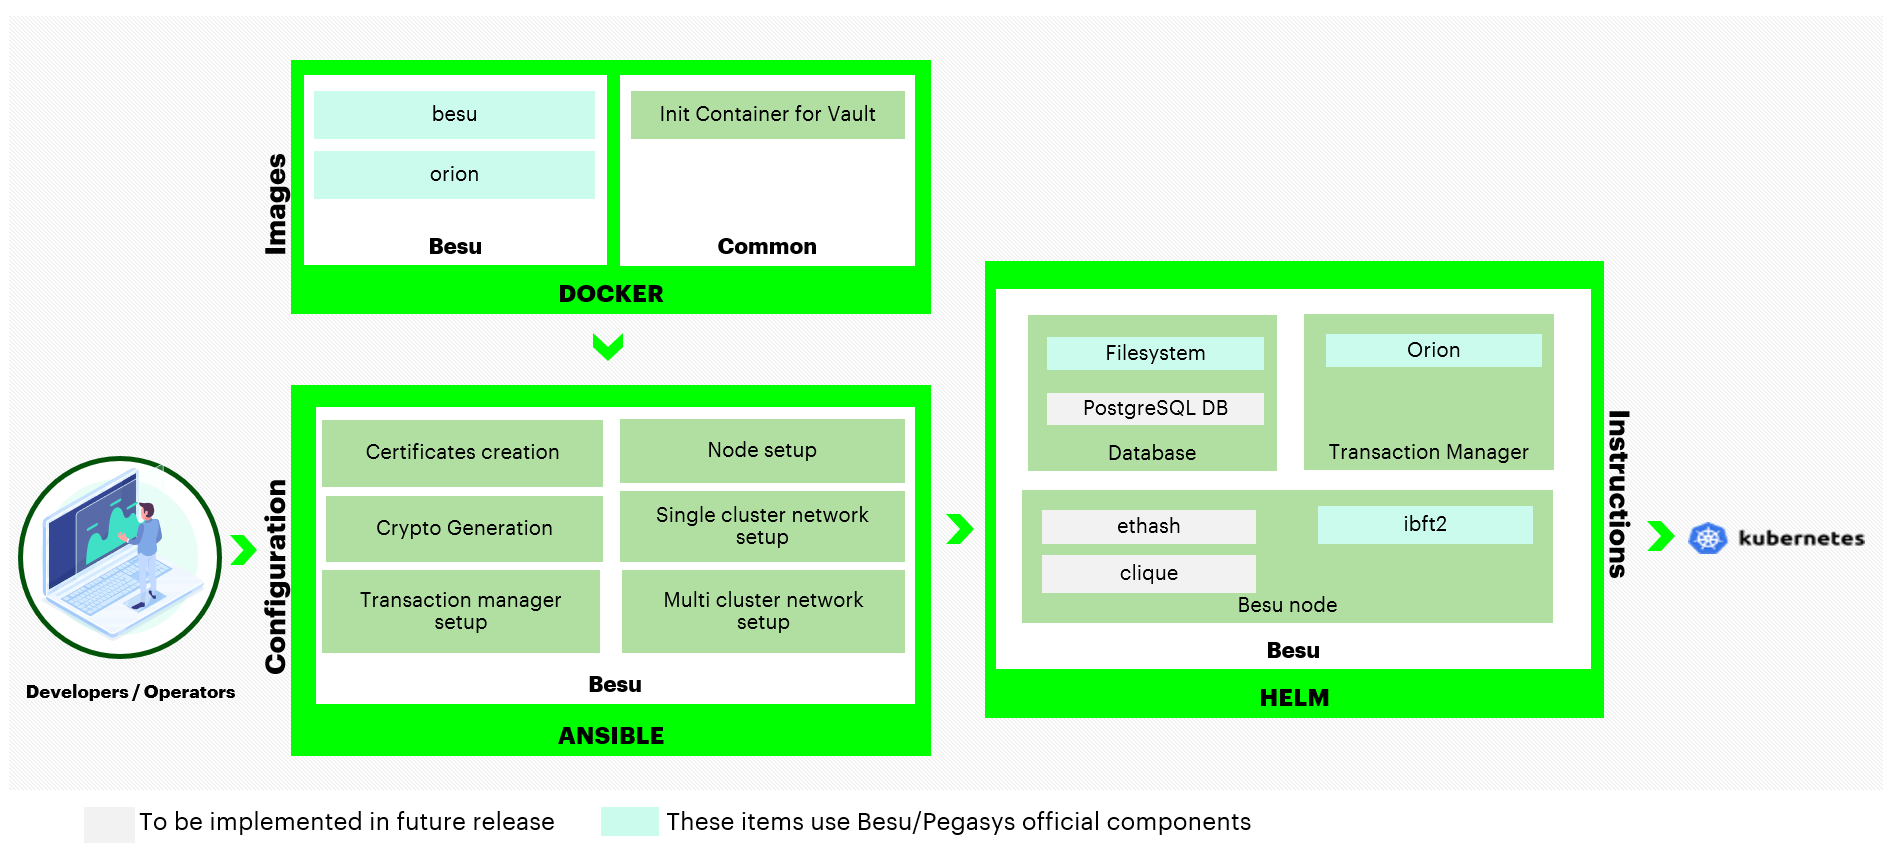 Images
besu
orion
Besu
Init Container for Vault
Common
DOCKER
Developers / Operators
Configuration
Certificates creation
Node setup
Crypto Generation
Single cluster network
setup
Transaction manager
setup
Multi cluster network
setup
Besu
ANSIBLE
Filesystem
PostgreSQL DB
Database
Orion
Transaction Manager
ethash
clique
ibft2
Besu node
Besu
HELM
Instructions
kubernetes
To be implemented in future release
These items use Besu/Pegasys official components